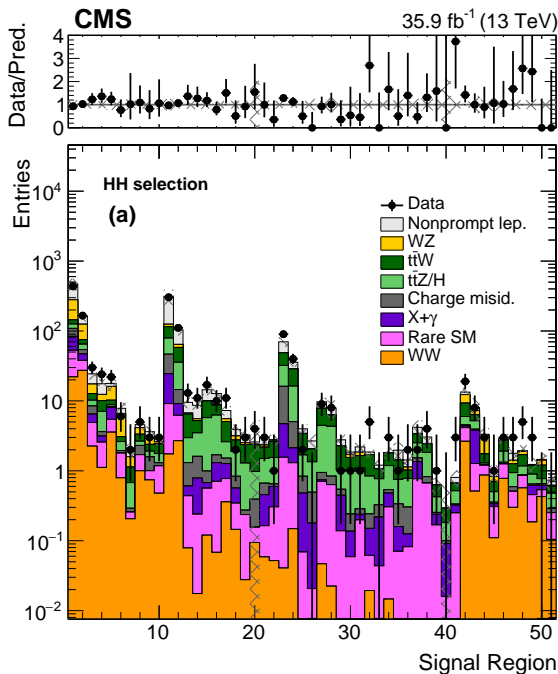 CMS 35.9 fb⁻¹ (13 TeV)
Data/Pred.
4
3
2
1
0
Entries
HH selection
(a)
Data
Nonprompt lep.
WZ
tt̄W
tt̄Z/H
Charge misid.
X+γ
Rare SM
WW
10⁴
10³
10²
10
1
10⁻¹
10⁻²
10 20 30 40 50
Signal Region